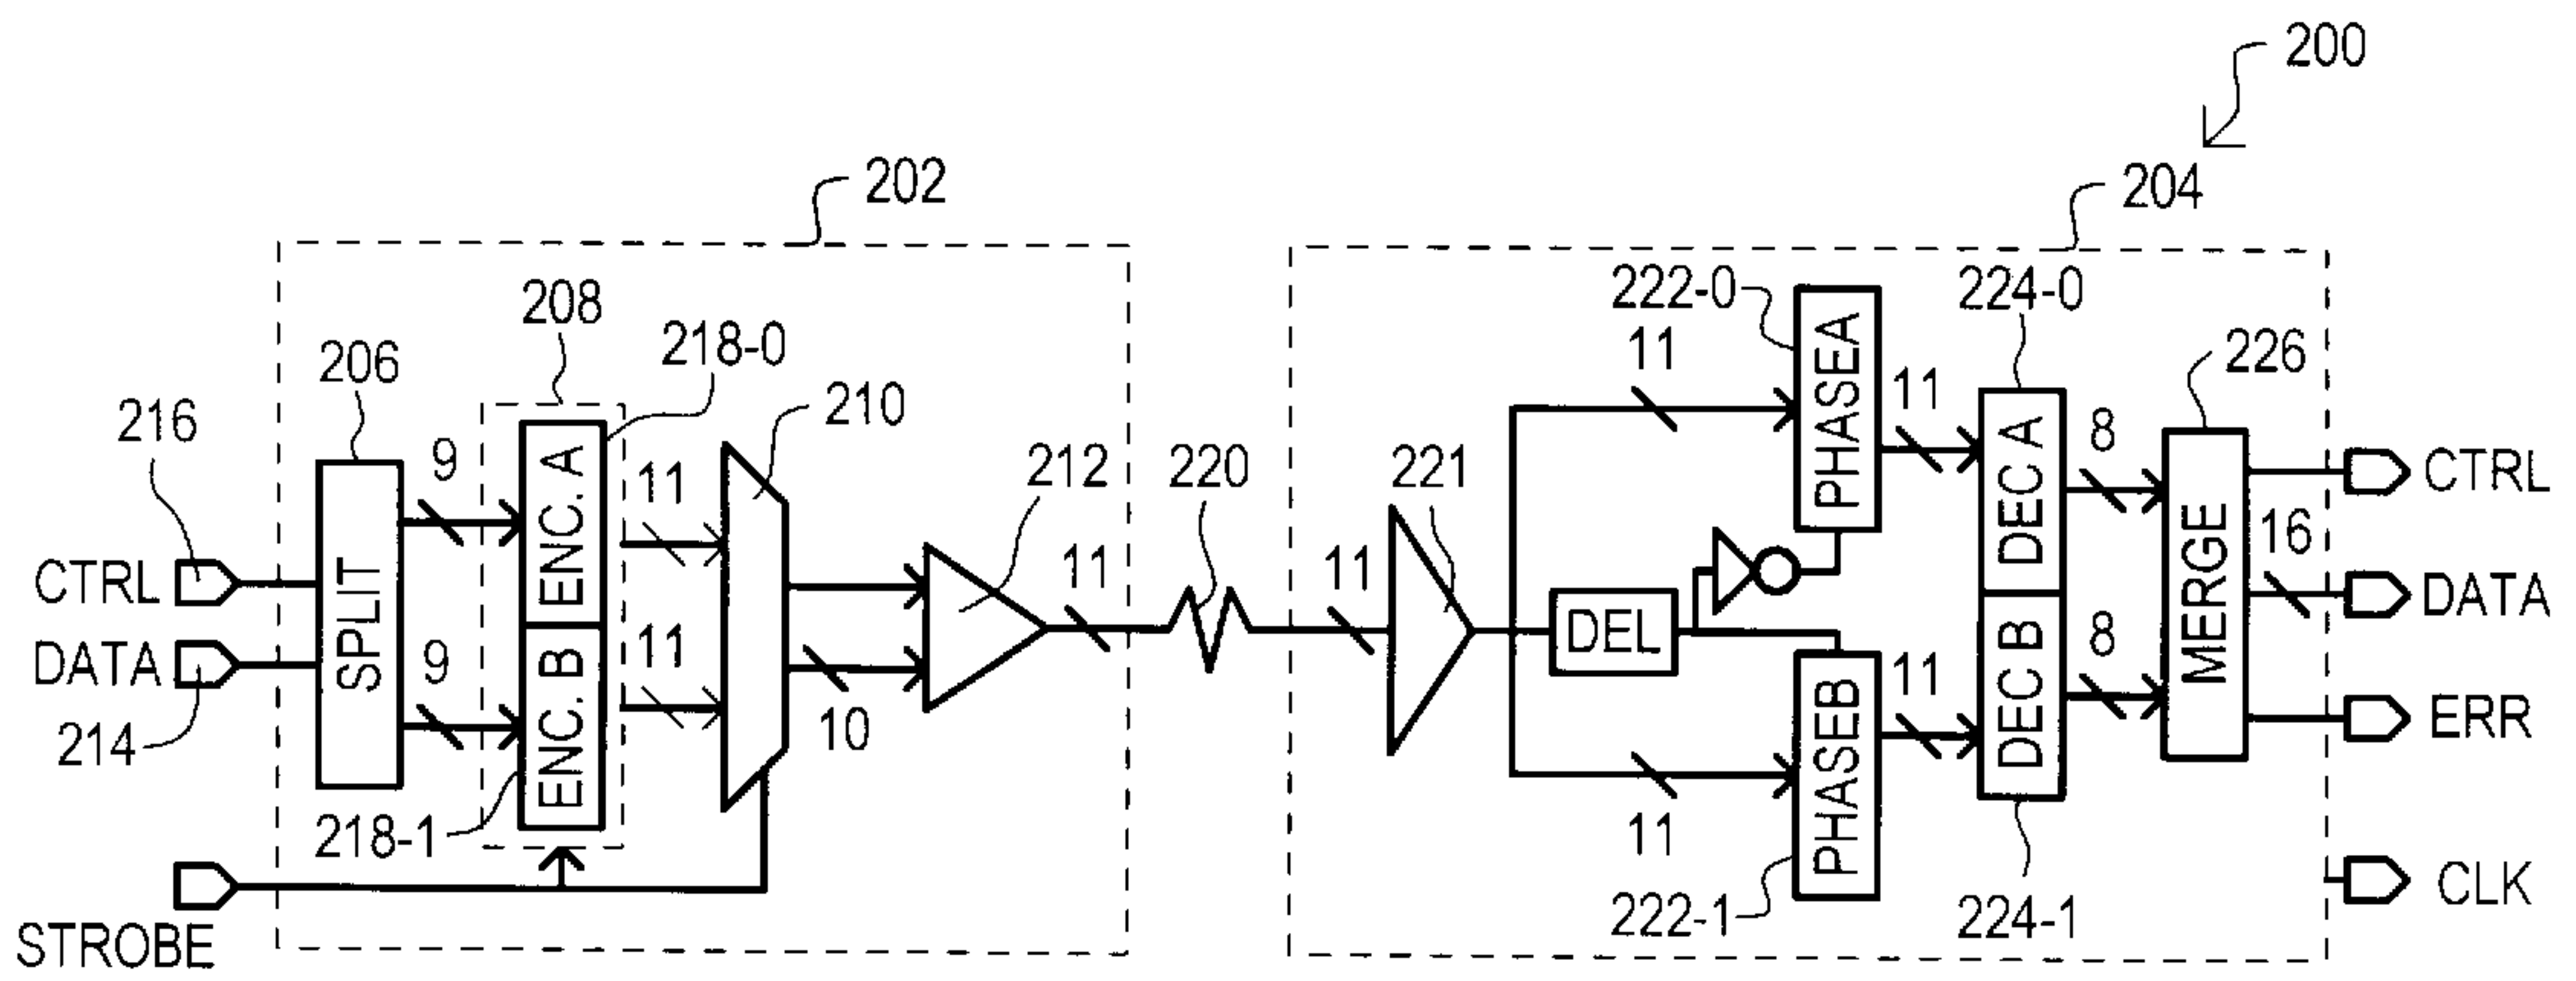 200
202
204
208
222-0
224-0
218-0
206
210
11
226
216
9
11
11
8
212
220
221
PHASEA
DEC A
CTRL
16
ENC. A
11
11
CTRL
SPLIT
DEL
MERGE
DATA
DATA
9
11
11
8
214
ENC. B
10
PHASEB
DEC B
ERR
218-1
11
CLK
222-1
224-1
STROBE